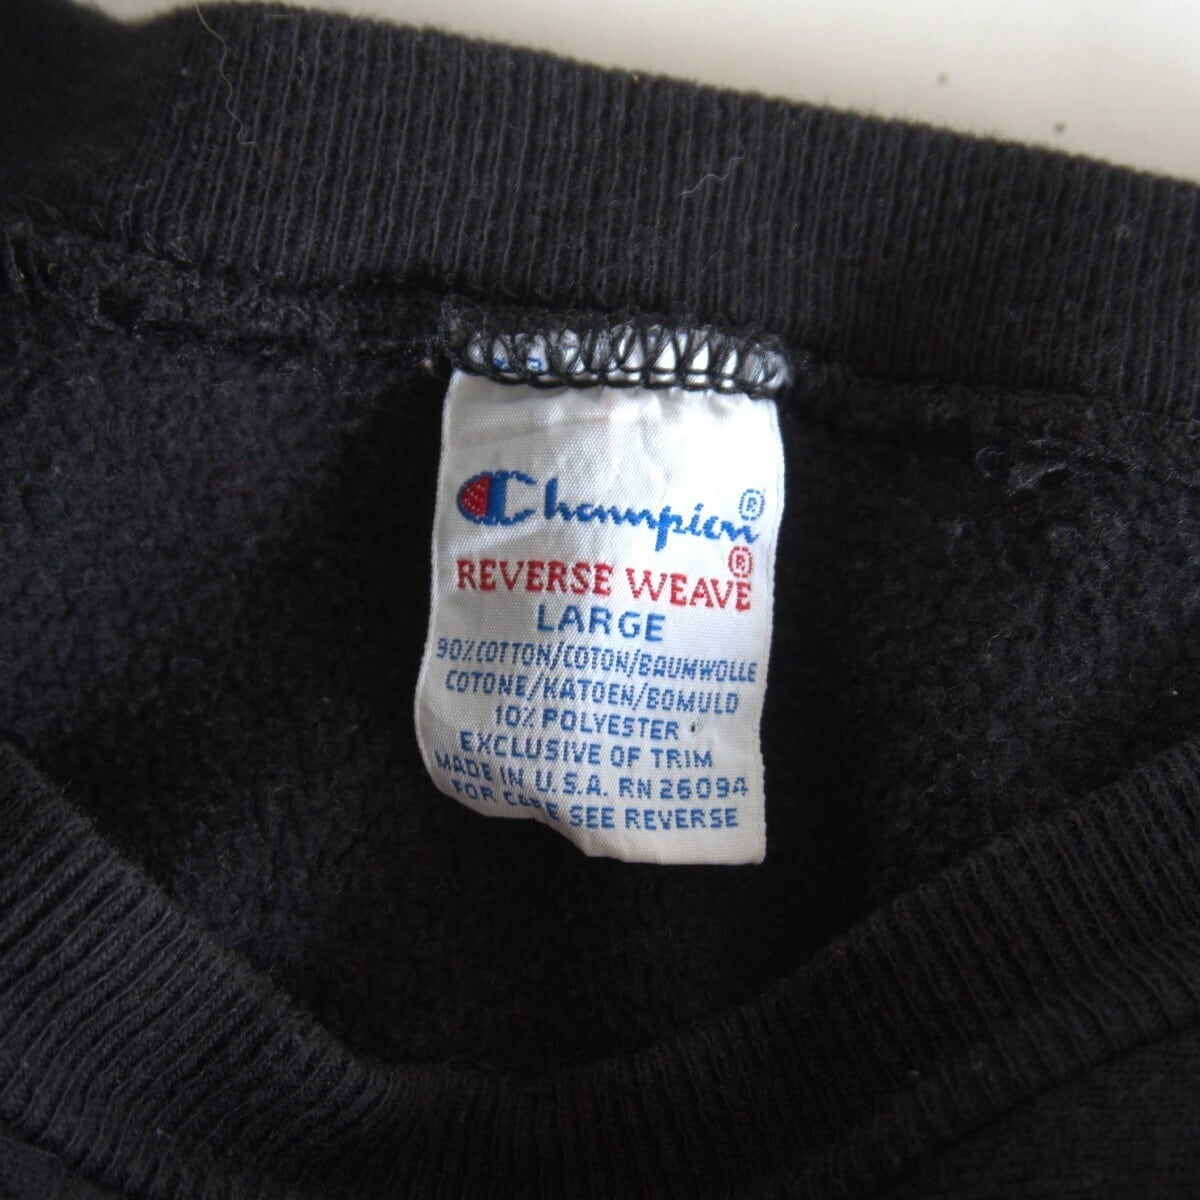 Champion®
REVERSE WEAVE®
LARGE
90% COTTON/COTON/BAUMWOLLE
COTONE/KATOEN/BOMULD
10% POLYESTER
EXCLUSIVE OF TRIM
MADE IN U.S.A. RN 26094
FOR CARE SEE REVERSE